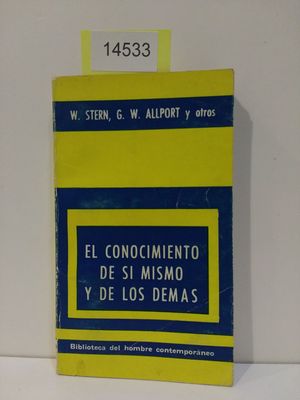 14533
W. STERN, G. W. ALLPORT y otros
EL CONOCIMIENTO
DE SI MISMO
Y DE LOS DEMAS
Biblioteca del hombre contemporáneo